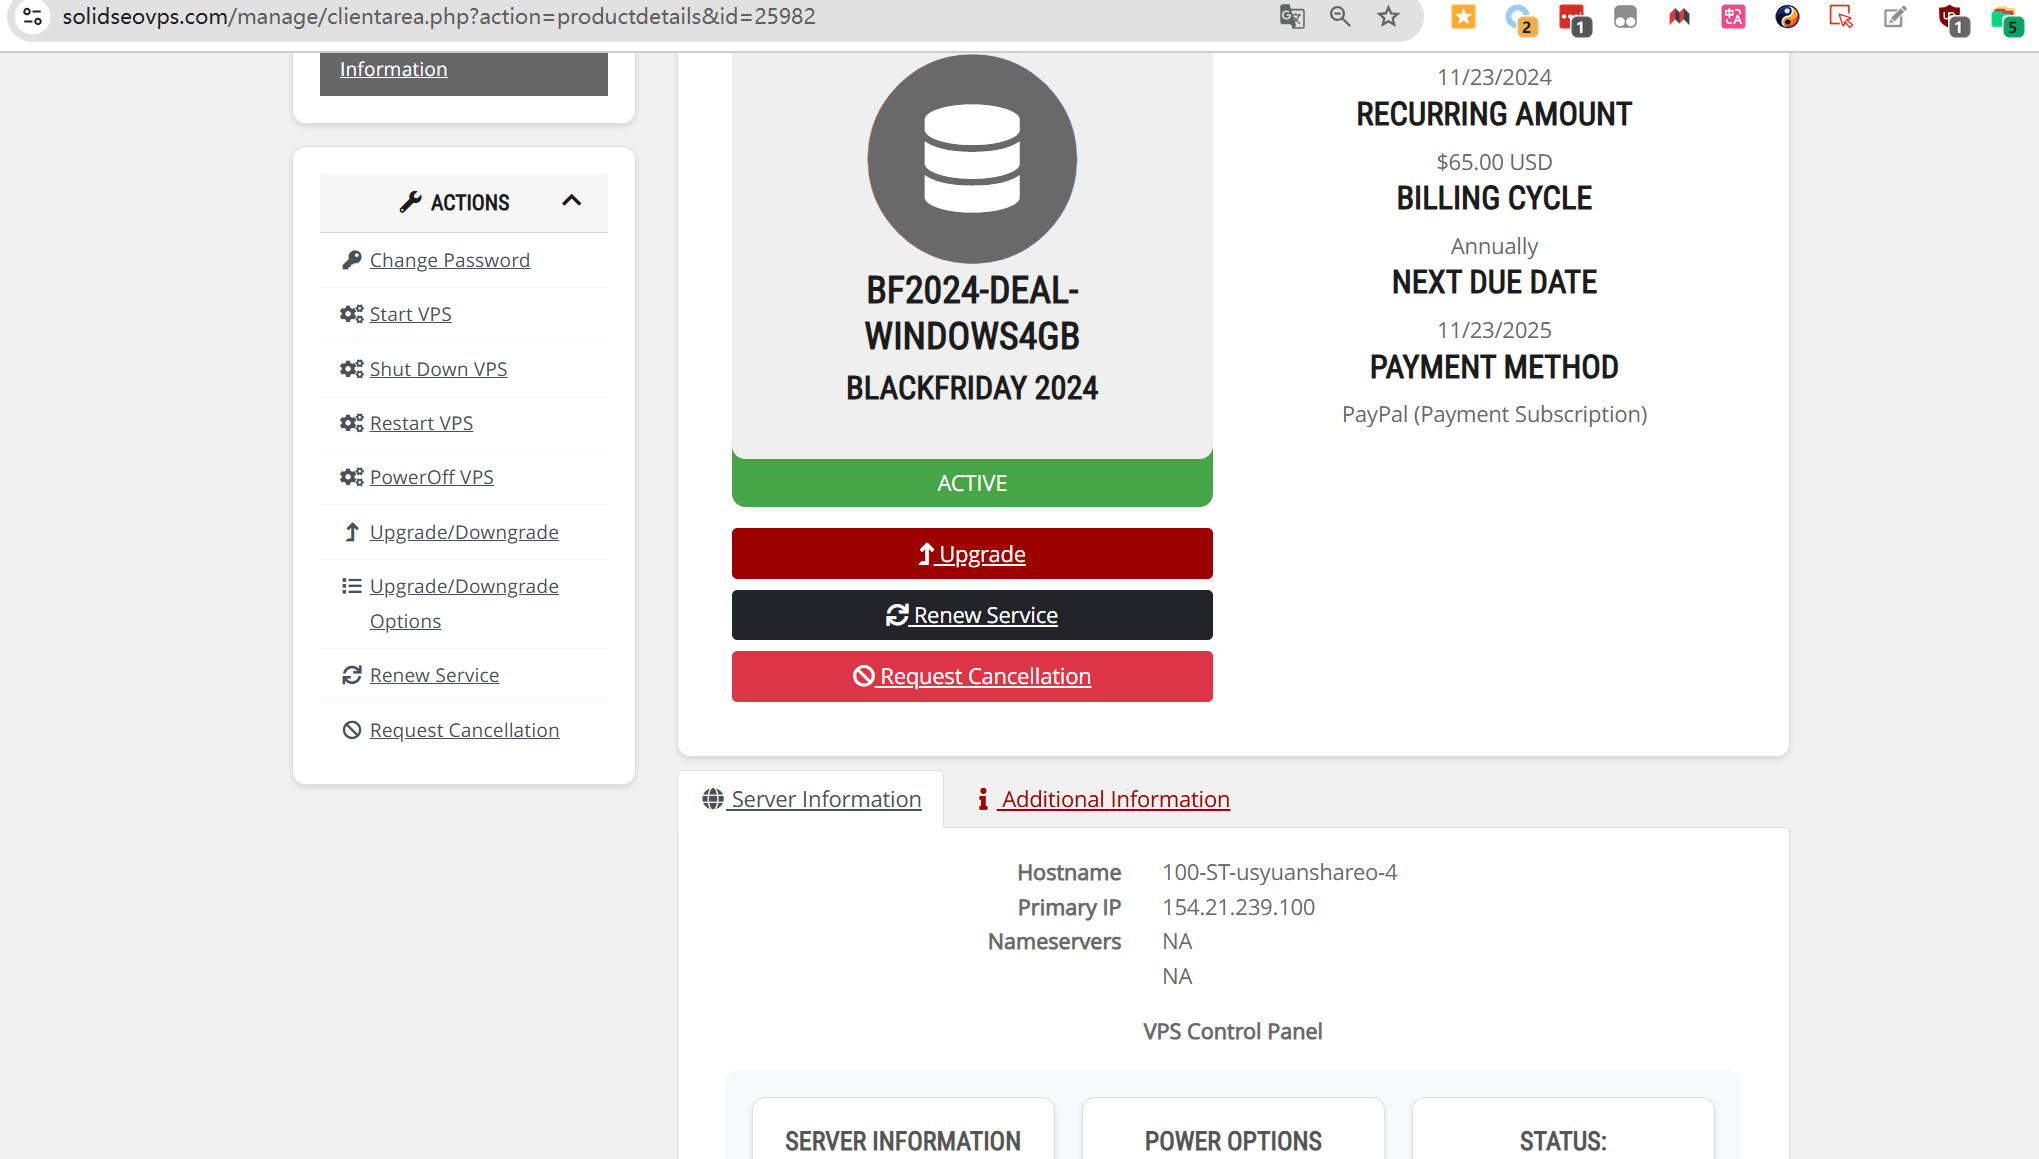 solidseovps.com/manage/clientarea.php?action=productdetails&id=25982
2
1
1
5
Information
ACTIONS
Change Password
Start VPS
Shut Down VPS
Restart VPS
PowerOff VPS
Upgrade/Downgrade
Upgrade/Downgrade
Options
Renew Service
Request Cancellation
BF2024-DEAL-
WINDOWS4GB
BLACKFRIDAY 2024
ACTIVE
Upgrade
Renew Service
Request Cancellation
11/23/2024
RECURRING AMOUNT
$65.00 USD
BILLING CYCLE
Annually
NEXT DUE DATE
11/23/2025
PAYMENT METHOD
PayPal (Payment Subscription)
Server Information
Additional Information
Hostname 100-ST-usyuanshareo-4
Primary IP 154.21.239.100
Nameservers NA
NA
VPS Control Panel
SERVER INFORMATION
POWER OPTIONS
STATUS: